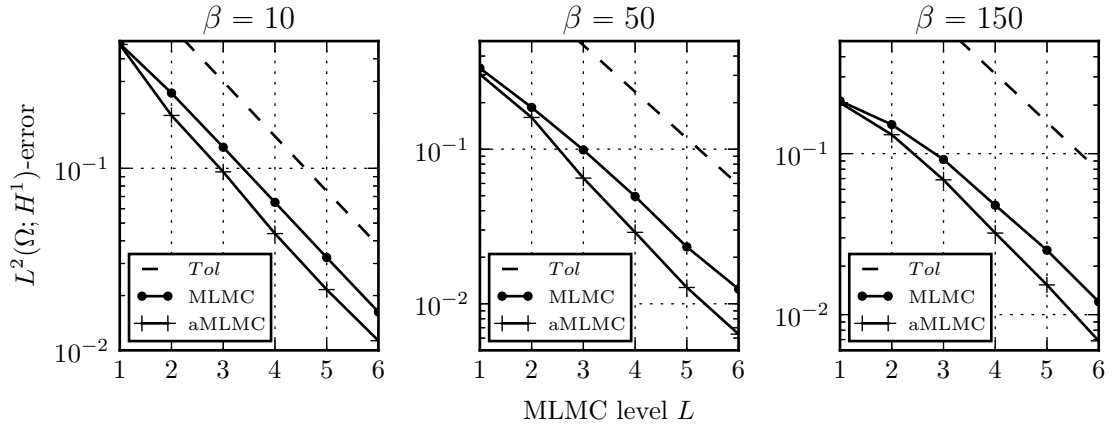 β = 10
β = 50
β = 150
L²(Ω; H¹)-error
10⁻¹
10⁻²
Tol
MLMC
aMLMC
1 2 3 4 5 6
10⁻¹
10⁻²
Tol
MLMC
aMLMC
1 2 3 4 5 6
10⁻¹
10⁻²
Tol
MLMC
aMLMC
1 2 3 4 5 6
MLMC level L